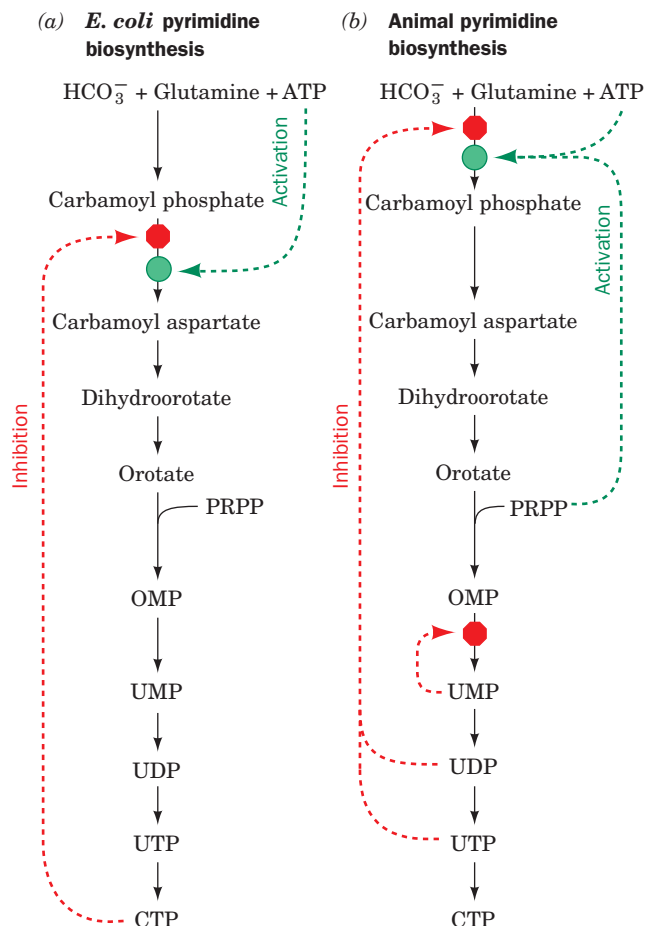 (a) E. coli pyrimidine
biosynthesis
HCO3− + Glutamine + ATP
Activation
Carbamoyl phosphate
Carbamoyl aspartate
Dihydroorotate
Inhibition
Orotate
PRPP
OMP
UMP
UDP
UTP
CTP
(b) Animal pyrimidine
biosynthesis
HCO3− + Glutamine + ATP
Carbamoyl phosphate
Activation
Carbamoyl aspartate
Dihydroorotate
Inhibition
Orotate
PRPP
OMP
UMP
UDP
UTP
CTP